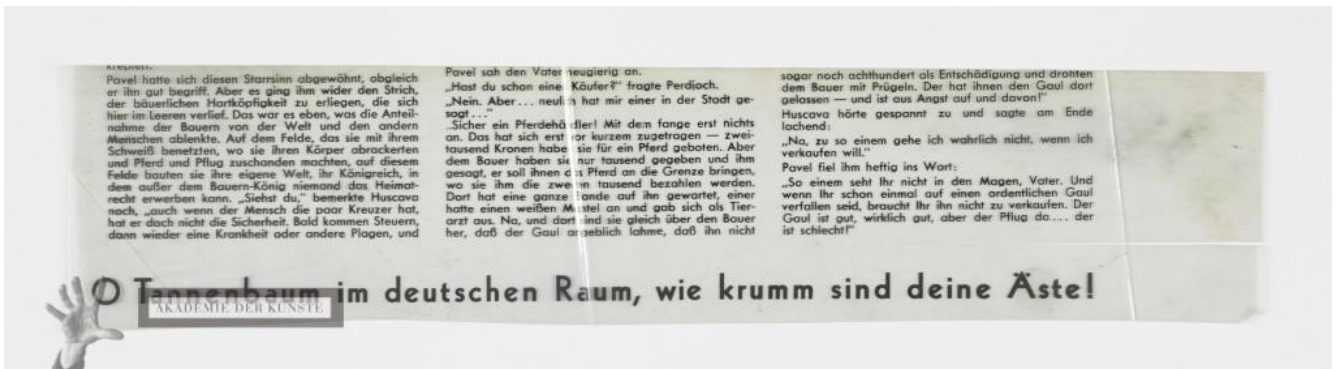 Pavel hatte sich diesen Starrsinn abgewöhnt, obgleich
er ihn gut begriff. Aber es ging ihm wider den Strich,
der bäuerlichen Hartköpfigkeit zu erliegen, die sich
hier im Leeren verlief. Das war es eben, was die Anteil-
nahme der Bauern von der Welt und den andern
Menschen ablenkte. Auf dem Felde, das sie mit ihrem
Schweiß benetzten, wo sie ihren Körper abrackerten
und Pferd und Pflug zuschanden machten, auf diesem
Felde bauten sie ihre eigene Welt, ihr Königreich, in
dem außer dem Bauern-König niemand das Heimat-
recht erwerben kann. „Siehst du,“ bemerkte Huscava
noch, „auch wenn der Mensch die paar Kreuzer hat,
hat er doch nicht die Sicherheit. Bald kommen Steuern,
dann wieder eine Krankheit oder andere Plagen, und
Pavel sah den Vater neugierig an.
„Hast du schon einen Käufer?“ fragte Perdjoch.
„Nein. Aber ... neulich hat mir einer in der Stadt ge-
sagt ...“
„Sicher ein Pferdehändler! Mit dem fange erst nichts
an. Das hat sich erst vor kurzem zugetragen — zwei-
tausend Kronen haben sie für ein Pferd geboten. Aber
dem Bauer haben sie nur tausend gegeben und ihm
gesagt, er soll ihnen das Pferd an die Grenze bringen,
wo sie ihm die zweiten tausend bezahlen werden.
Dort hat eine ganze Bande auf ihn gewartet, einer
hatte einen weißen Mantel an und gab sich als Tier-
arzt aus. Na, und dort sind sie gleich über den Bauer
her, daß der Gaul angeblich lahme, daß ihn nicht
sogar noch achthundert als Entschädigung und drohten
dem Bauer mit Prügeln. Der hat ihnen den Gaul dort
gelassen — und ist aus Angst auf und davon!“
Huscava hörte gespannt zu und sagte am Ende
lachend:
„Na, zu so einem gehe ich wahrlich nicht, wenn ich
verkaufen will.“
Pavel fiel ihm heftig ins Wort:
„So einem seht Ihr nicht in den Magen, Vater. Und
wenn Ihr schon einmal auf einen ordentlichen Gaul
verfallen seid, braucht Ihr ihn nicht zu verkaufen. Der
Gaul ist gut, wirklich gut, aber der Pflug da ... der
ist schlecht!“
O Tannenbaum im deutschen Raum, wie krumm sind deine Äste!
AKADEMIE DER KÜNSTE